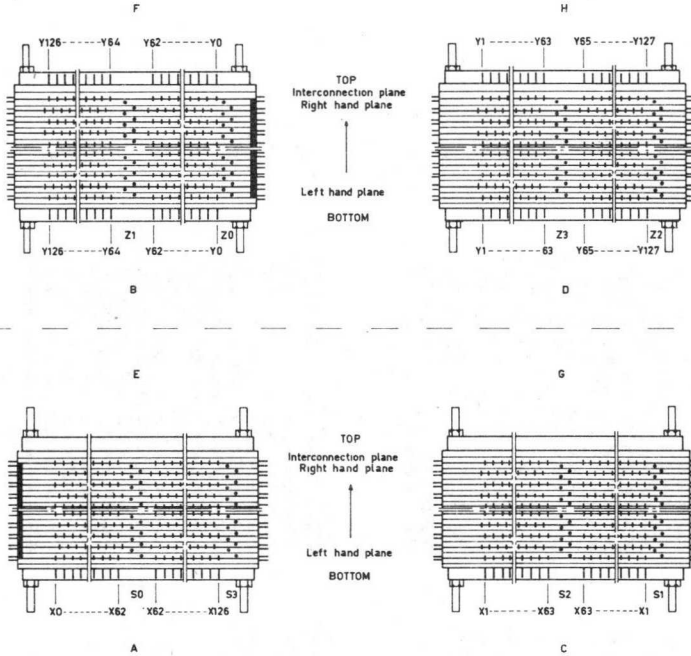 F
H
Y126 Y64 Y62 Y0
Y1 Y63 Y65 Y127
TOP
Interconnection plane
Right hand plane
Left hand plane
BOTTOM
Z1 Z0
Z3 Z2
Y126 Y64 Y62 Y0
Y1 63 Y65 Y127
B
D
E
G
TOP
Interconnection plane
Right hand plane
Left hand plane
BOTTOM
S0 S3
S2 S1
X0 X62 X62 X126
X1 X63 X63 X1
A
C